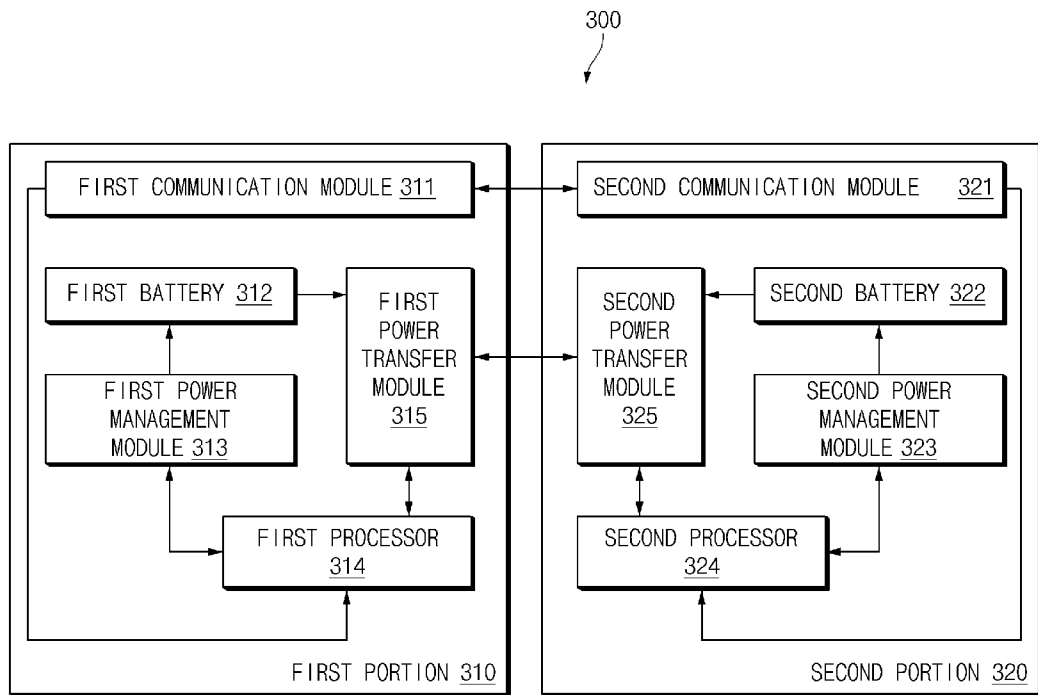 300
FIRST COMMUNICATION MODULE 311
SECOND COMMUNICATION MODULE 321
FIRST BATTERY 312
FIRST
POWER
TRANSFER
MODULE
315
SECOND
POWER
TRANSFER
MODULE
325
SECOND BATTERY 322
FIRST POWER
MANAGEMENT
MODULE 313
SECOND POWER
MANAGEMENT
MODULE 323
FIRST PROCESSOR
314
SECOND PROCESSOR
324
FIRST PORTION 310
SECOND PORTION 320